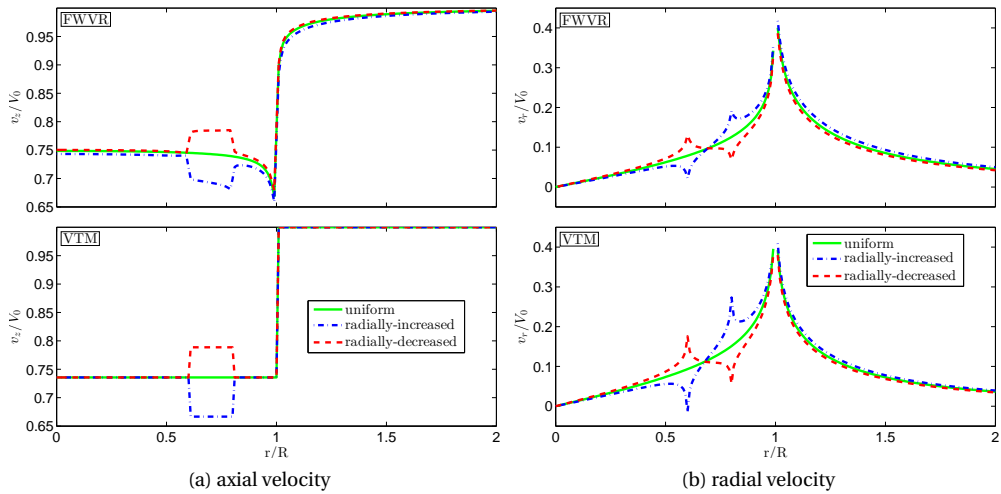 FWVR
0.95
0.9
0.85
0.8
0.75
0.7
0.65
v_z/V_0
VTM
0.95
0.9
0.85
0.8
0.75
0.7
0.65
v_z/V_0
uniform
radially-increased
radially-decreased
0 0.5 1 1.5 2
r/R
(a) axial velocity
FWVR
0.4
0.3
0.2
0.1
0
v_r/V_0
VTM
0.4
0.3
0.2
0.1
0
v_r/V_0
uniform
radially-increased
radially-decreased
0 0.5 1 1.5 2
r/R
(b) radial velocity